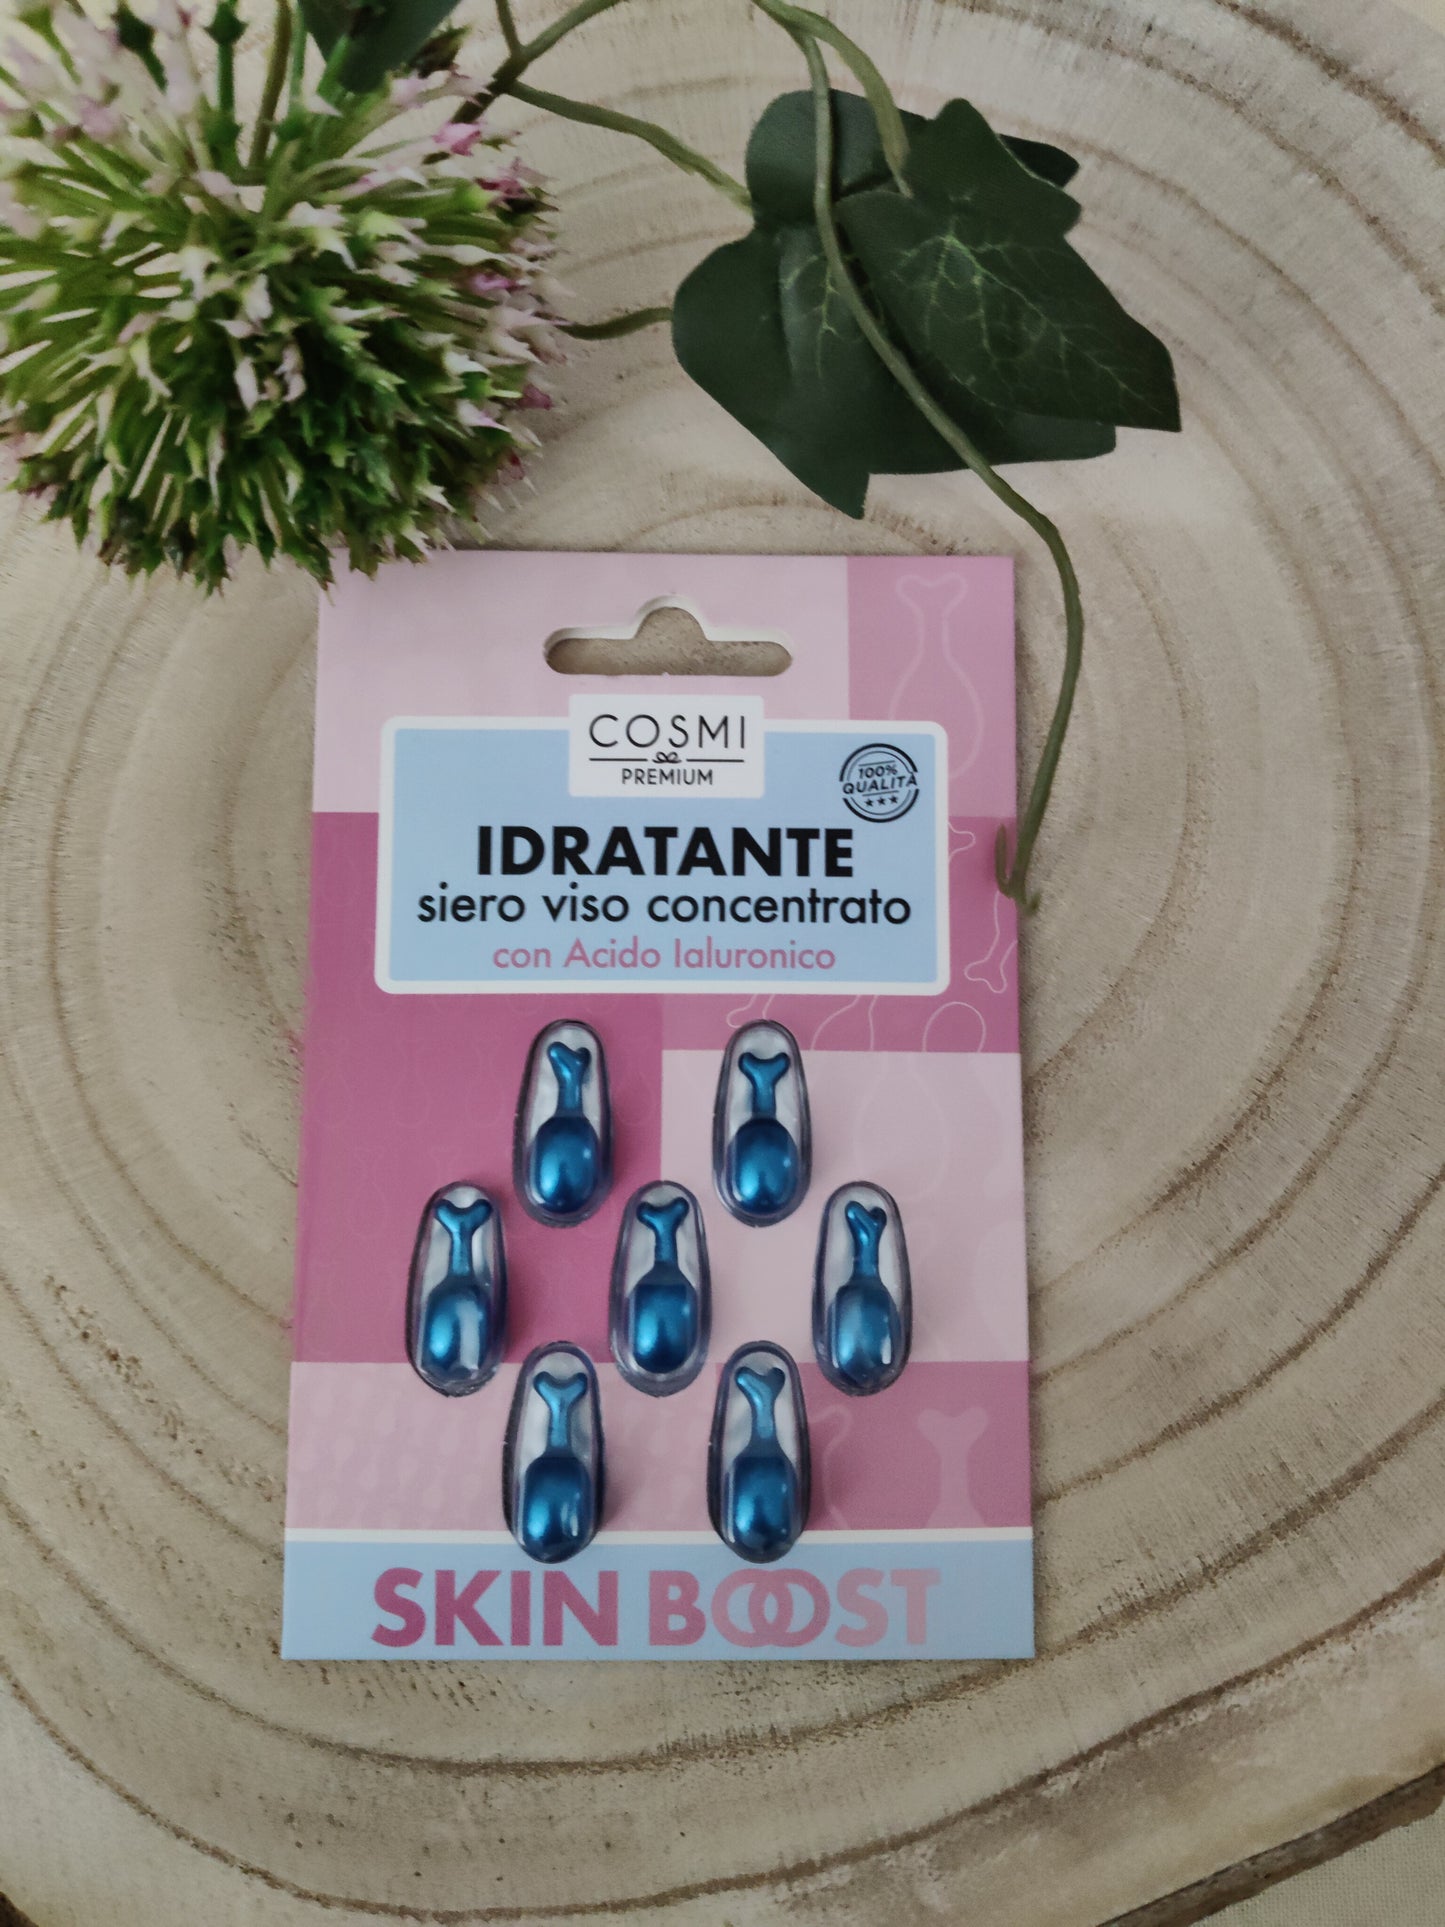 COSMI
PREMIUM
100%
QUALITÀ
IDRATANTE
siero viso concentrato
con Acido Ialuronico
SKIN BOOST